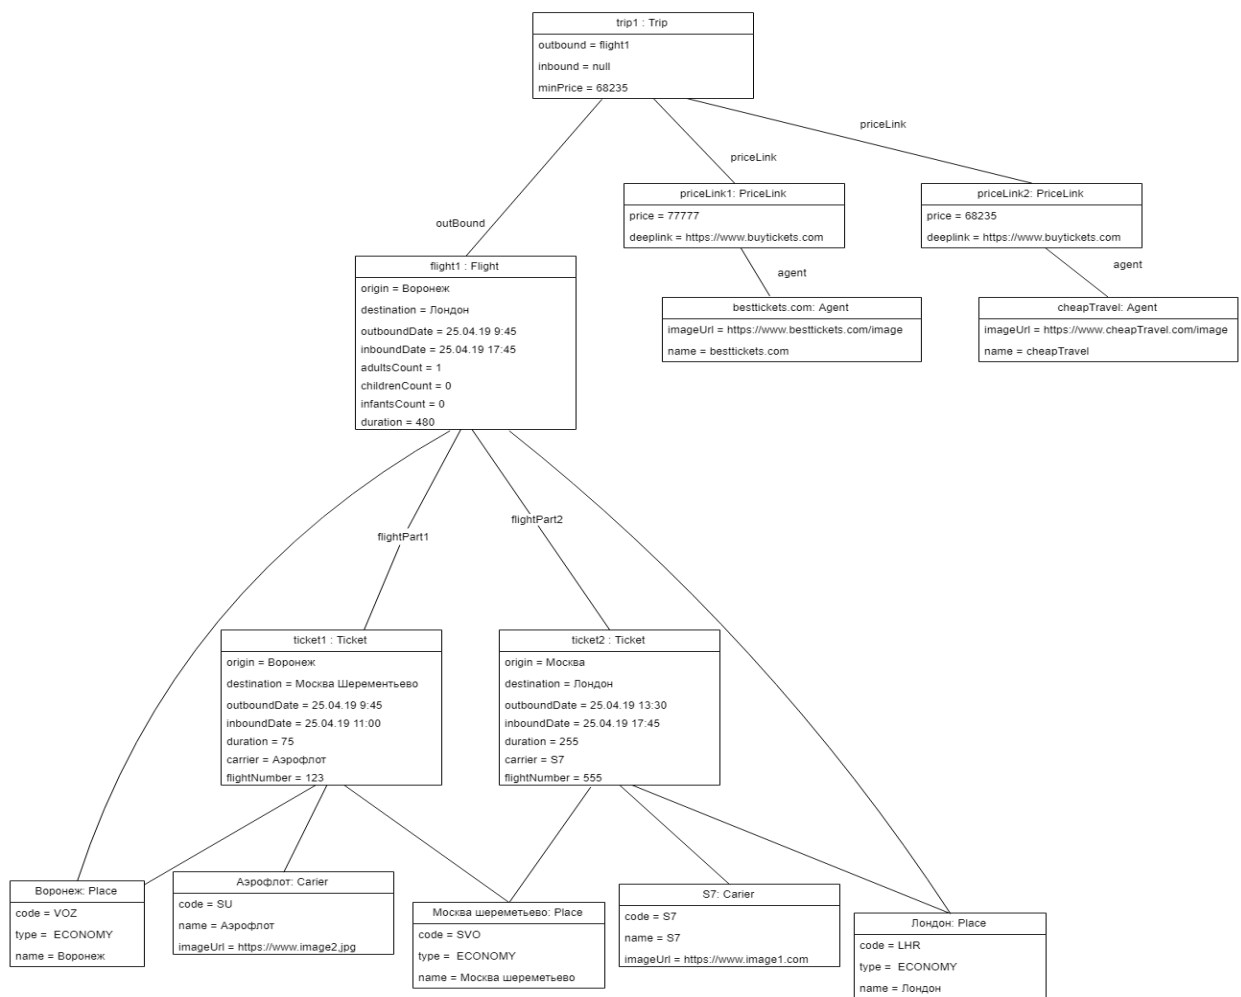 trip1 : Trip
outbound = flight1
inbound = null
minPrice = 68235
priceLink
priceLink
priceLink1: PriceLink
price = 77777
deeplink = https://www.buytickets.com
priceLink2: PriceLink
price = 68235
deeplink = https://www.buytickets.com
outBound
agent
agent
flight1 : Flight
origin = Воронеж
destination = Лондон
outboundDate = 25.04.19 9:45
inboundDate = 25.04.19 17:45
adultsCount = 1
childrenCount = 0
infantsCount = 0
duration = 480
besttickets.com: Agent
imageUrl = https://www.besttickets.com/image
name = besttickets.com
cheapTravel: Agent
imageUrl = https://www.cheapTravel.com/image
name = cheapTravel
flightPart2
flightPart1
ticket1 : Ticket
origin = Воронеж
destination = Москва Шерементьево
outboundDate = 25.04.19 9:45
inboundDate = 25.04.19 11:00
duration = 75
carrier = Аэрофлот
flightNumber = 123
ticket2 : Ticket
origin = Москва
destination = Лондон
outboundDate = 25.04.19 13:30
inboundDate = 25.04.19 17:45
duration = 255
carrier = S7
flightNumber = 555
Воронеж: Place
code = VOZ
type = ECONOMY
name = Воронеж
Аэрофлот: Carier
code = SU
name = Аэрофлот
imageUrl = https://www.image2.jpg
Москва шереметьево: Place
code = SVO
type = ECONOMY
name = Москва шереметьево
S7: Carier
code = S7
name = S7
imageUrl = https://www.image1.com
Лондон: Place
code = LHR
type = ECONOMY
name = Лондон